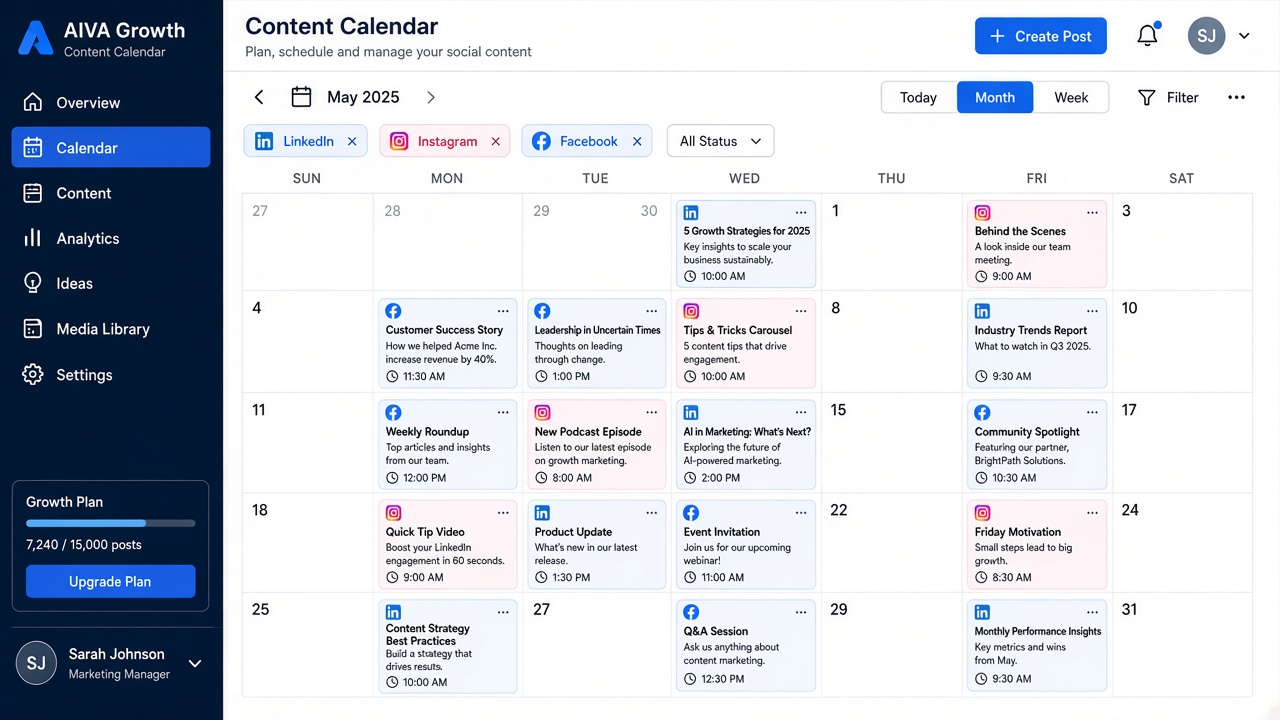 AIVA Growth
Content Calendar
Overview
Calendar
Content
Analytics
Ideas
Media Library
Settings
Growth Plan
7,240 / 15,000 posts
Upgrade Plan
SJ
Sarah Johnson
Marketing Manager
Content Calendar
Plan, schedule and manage your social content
Create Post
SJ
May 2025
Today
Month
Week
Filter
in LinkedIn
Instagram
Facebook
All Status
SUN MON TUE WED THU FRI SAT
27
28
29 30
in
5 Growth Strategies for 2025
Key insights to scale your
business sustainably.
10:00 AM
1
Behind the Scenes
A look inside our team
meeting.
9:00 AM
3
4
Customer Success Story
How we helped Acme Inc.
increase revenue by 40%.
11:30 AM
Leadership in Uncertain Times
Thoughts on leading
through change.
1:00 PM
Tips & Tricks Carousel
5 content tips that drive
engagement.
10:00 AM
8
in
Industry Trends Report
What to watch in Q3 2025.
9:30 AM
10
11
Weekly Roundup
Top articles and insights
from our team.
12:00 PM
New Podcast Episode
Listen to our latest episode
on growth marketing.
8:00 AM
in
AI in Marketing: What's Next?
Exploring the future of
AI-powered marketing.
2:00 PM
15
Community Spotlight
Featuring our partner,
BrightPath Solutions.
10:30 AM
17
18
Quick Tip Video
Boost your LinkedIn
engagement in 60 seconds.
9:00 AM
in
Product Update
What's new in our latest
release.
1:30 PM
Event Invitation
Join us for our upcoming
webinar!
11:00 AM
22
Friday Motivation
Small steps lead to big
growth.
8:30 AM
24
25
in
Content Strategy
Best Practices
Build a strategy that
drives results.
10:00 AM
27
Q&A Session
Ask us anything about
content marketing.
12:30 PM
29
in
Monthly Performance Insights
Key metrics and wins
from May.
9:30 AM
31